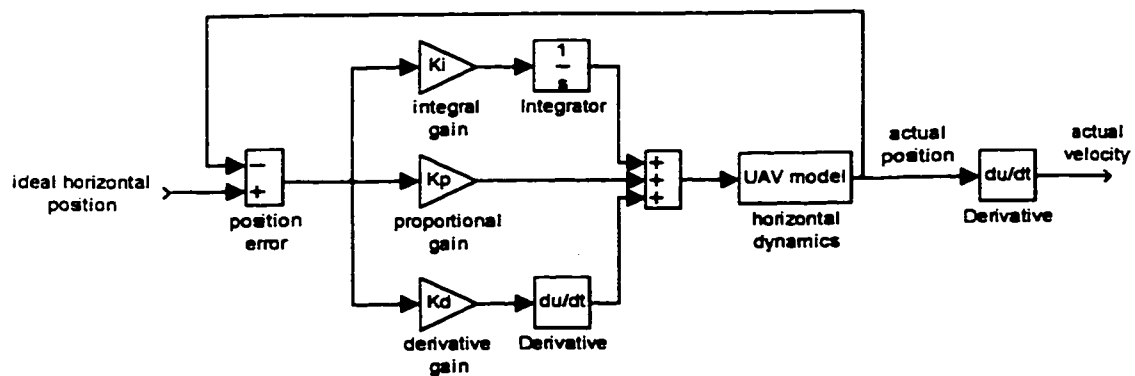 Ki
1
s
integral
gain
Integrator
actual
position
actual
velocity
ideal horizontal
position
−
+
position
error
Kp
proportional
gain
+
+
+
UAV model
horizontal
dynamics
du/dt
Derivative
Kd
derivative
gain
du/dt
Derivative